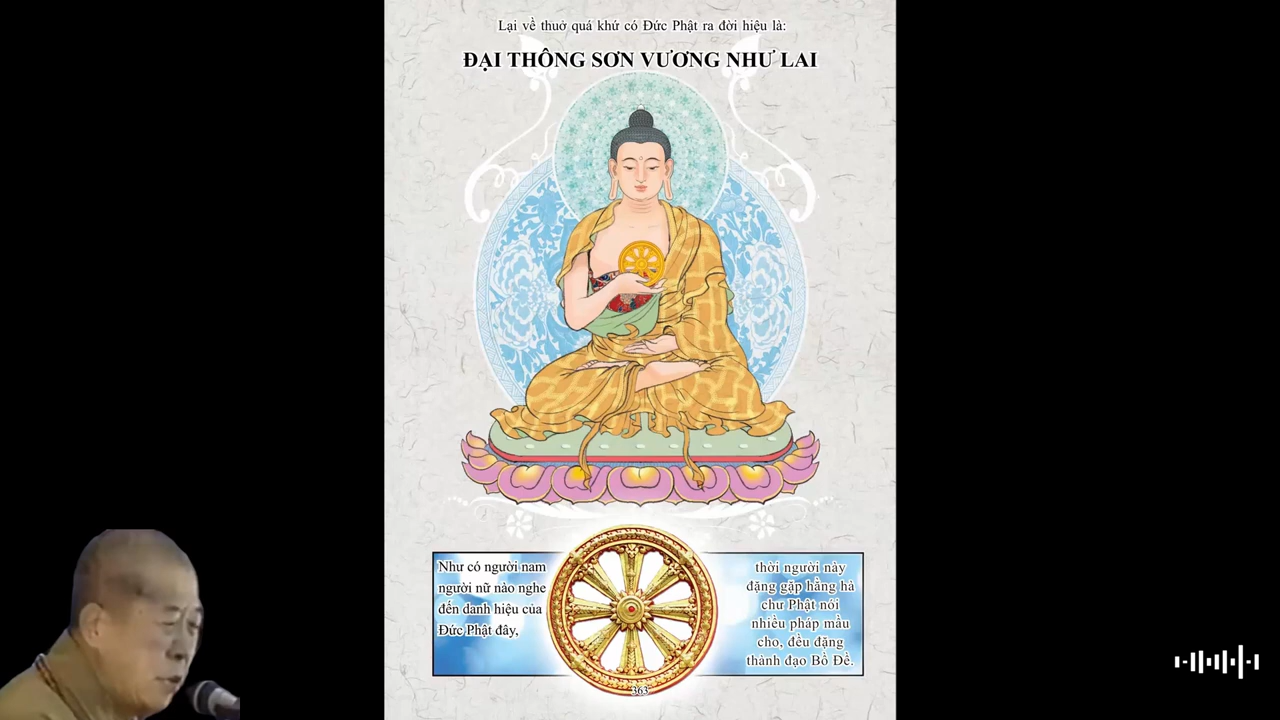 Lại về thuở quá khứ có Đức Phật ra đời hiệu là:
ĐẠI THÔNG SƠN VƯƠNG NHƯ LAI
Như có người nam
người nữ nào nghe
đến danh hiệu của
Đức Phật đây,
thời người này
đặng gặp hằng hà
chư Phật nói
nhiều pháp mầu
cho, đều đặng
thành đạo Bồ Đề.
363